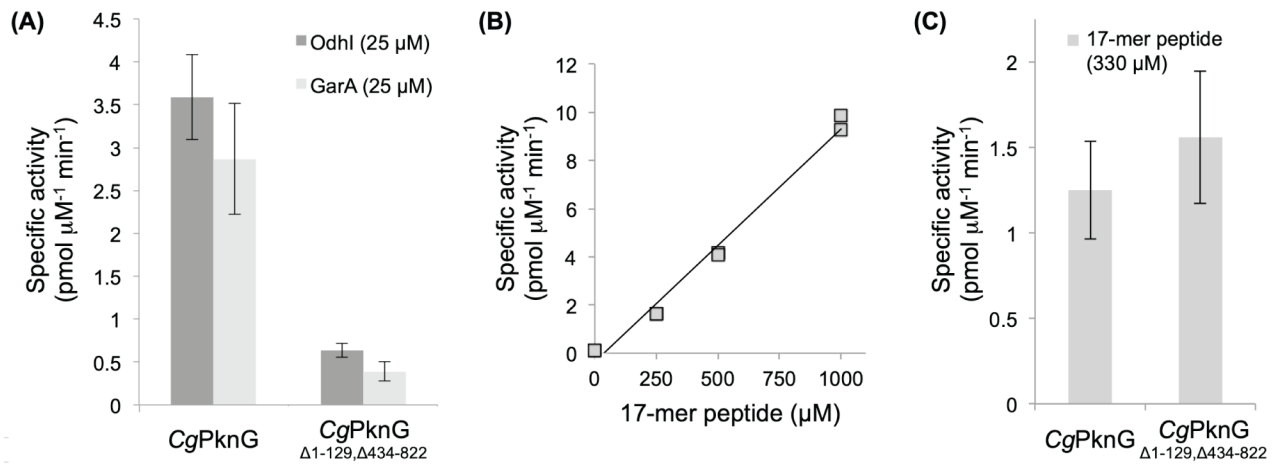 (A)
Specific activity
(pmol µM⁻¹ min⁻¹)
4.5
4
3.5
3
2.5
2
1.5
1
0.5
0
OdhI (25 µM)
GarA (25 µM)
CgPknG
CgPknG
Δ1-129,Δ434-822
(B)
Specific activity
(pmol µM⁻¹ min⁻¹)
12
10
8
6
4
2
0
0 250 500 750 1000
17-mer peptide (µM)
(C)
Specific activity
(pmol µM⁻¹ min⁻¹)
2
1.5
1
0.5
0
17-mer peptide
(330 µM)
CgPknG
CgPknG
Δ1-129,Δ434-822